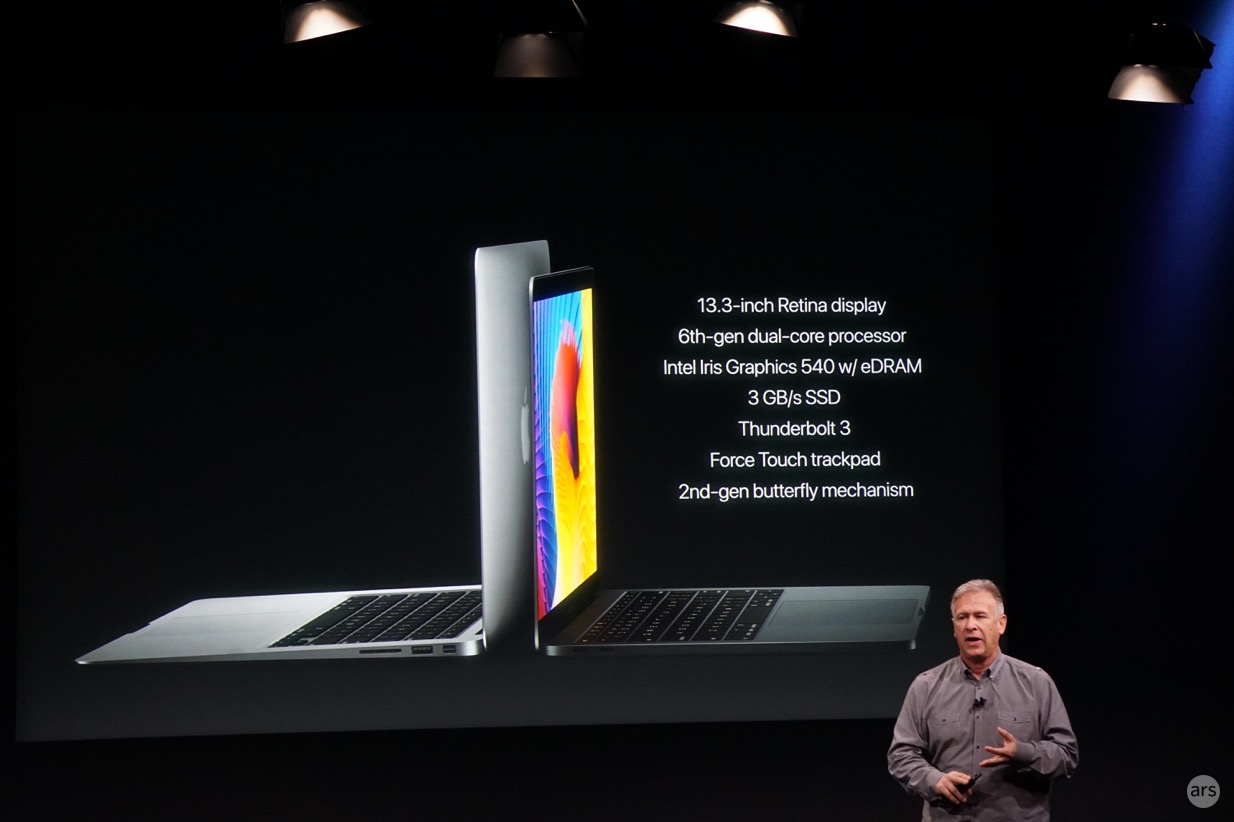 13.3-inch Retina display
6th-gen dual-core processor
Intel Iris Graphics 540 w/ eDRAM
3 GB/s SSD
Thunderbolt 3
Force Touch trackpad
2nd-gen butterfly mechanism
ars